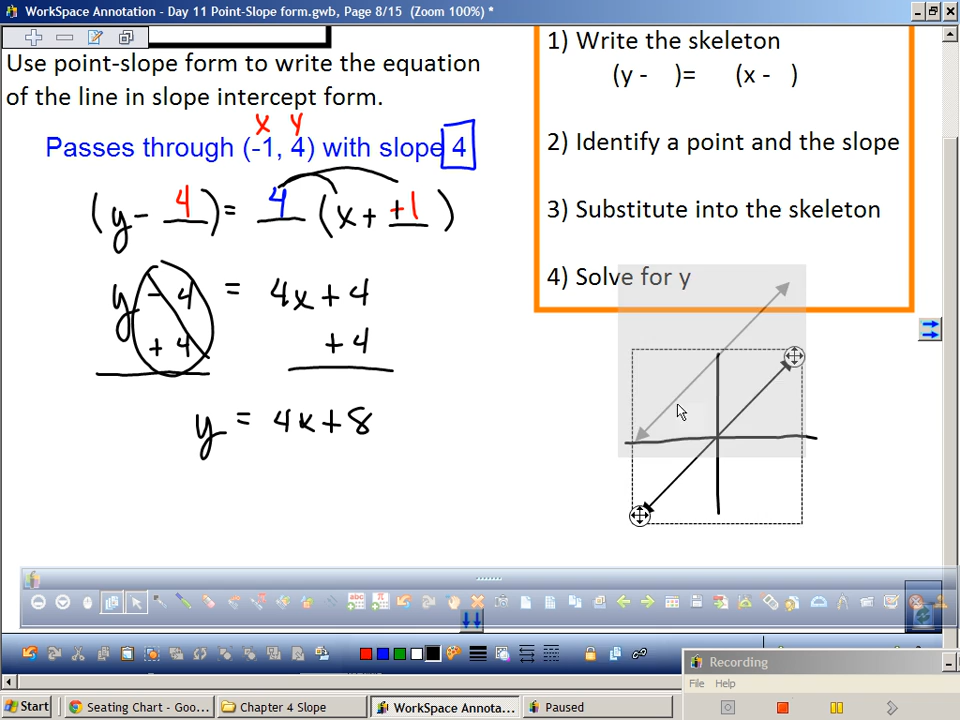 WorkSpace Annotation - Day 11 Point-Slope form.gwb, Page 8/15 (Zoom 100%) *
Use point-slope form to write the equation
of the line in slope intercept form.
x y
Passes through (-1, 4) with slope 4
(y - 4) = 4 (x + +1)
y - 4 = 4x + 4
+ 4 + 4
y = 4x + 8
1) Write the skeleton
(y - )= (x - )
2) Identify a point and the slope
3) Substitute into the skeleton
4) Solve for y
abc
Recording
File Help
Start
Seating Chart - Goo...
Chapter 4 Slope
WorkSpace Annota...
Paused